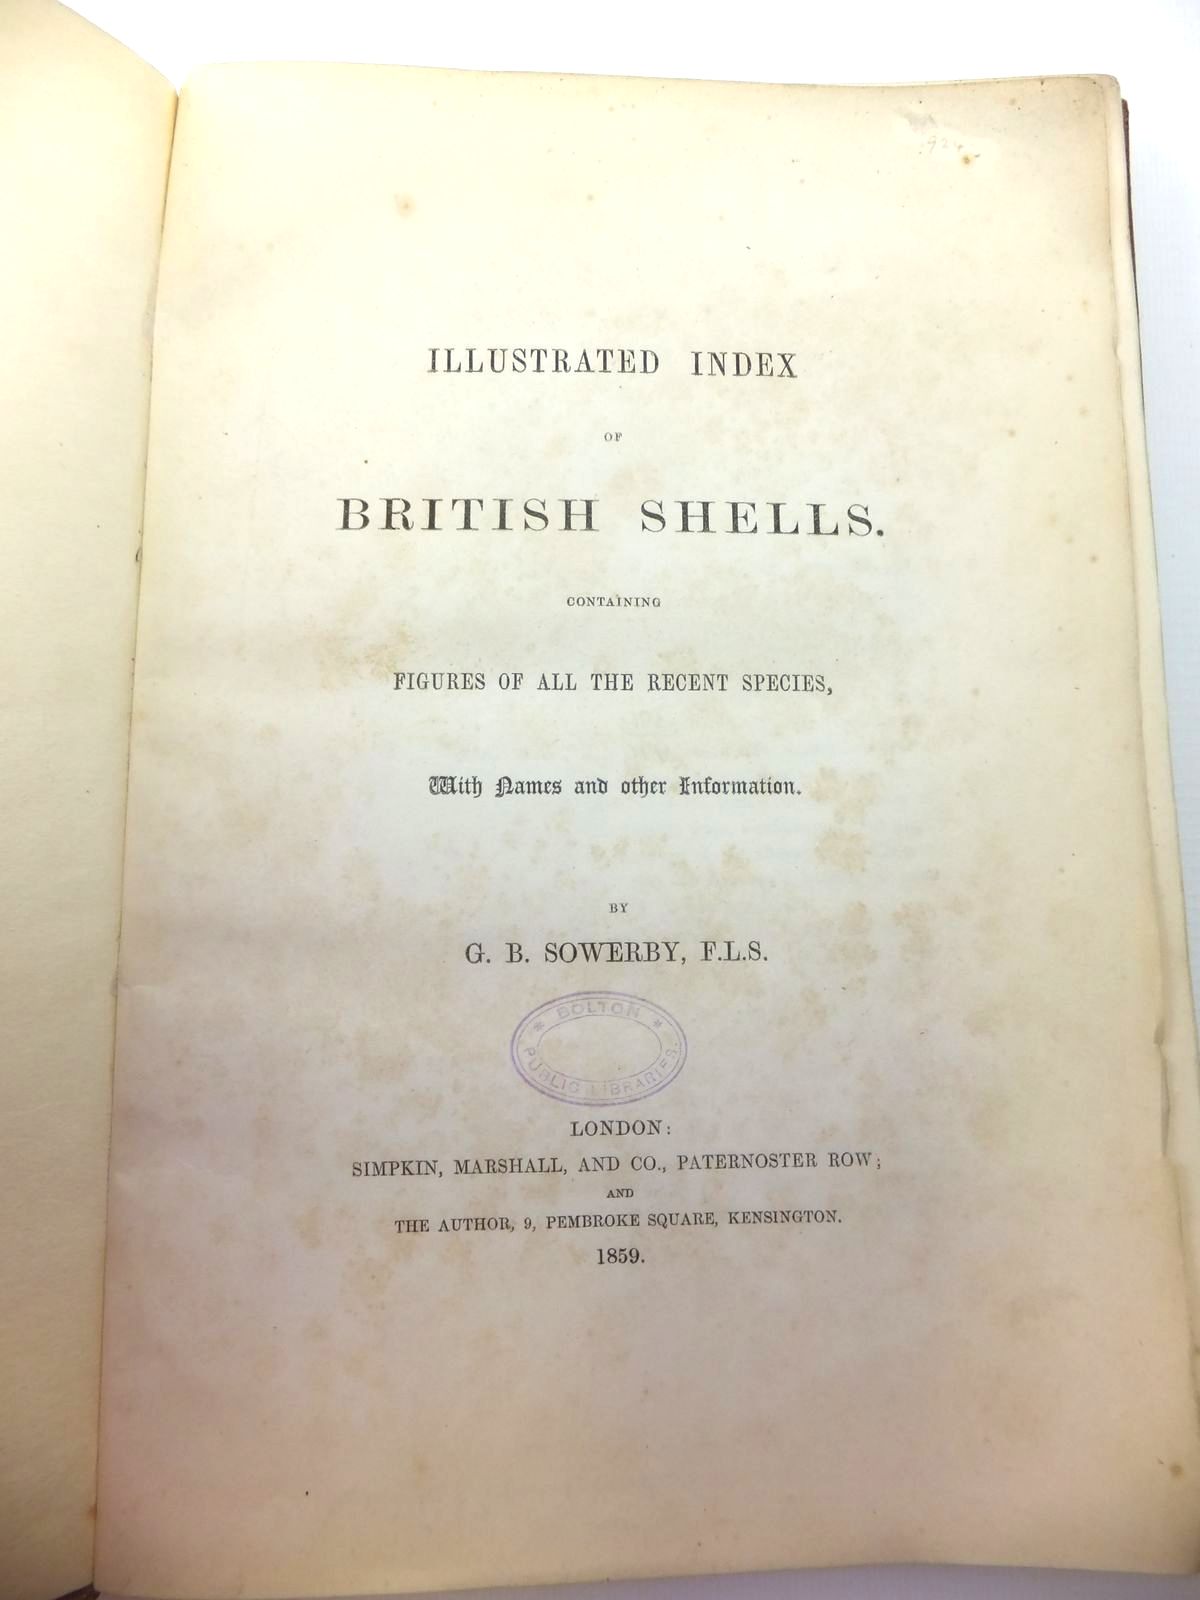 ILLUSTRATED INDEX
OF
BRITISH SHELLS.
CONTAINING
FIGURES OF ALL THE RECENT SPECIES,
With Names and other Information.
BY
G. B. SOWERBY, F.L.S.
* BOLTON *
PUBLIC LIBRARIES.
LONDON:
SIMPKIN, MARSHALL, AND CO., PATERNOSTER ROW;
AND
THE AUTHOR, 9, PEMBROKE SQUARE, KENSINGTON.
1859.